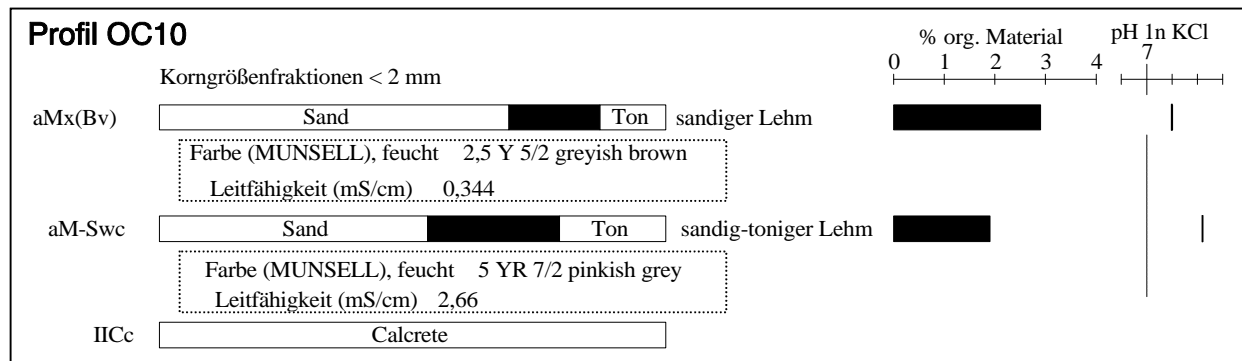 Profil OC10
% org. Material
pH 1n KCl
0 1 2 3 4
7
Korngrößenfraktionen < 2 mm
aMx(Bv) Sand Ton sandiger Lehm
Farbe (MUNSELL), feucht 2,5 Y 5/2 greyish brown
Leitfähigkeit (mS/cm) 0,344
aM-Swc Sand Ton sandig-toniger Lehm
Farbe (MUNSELL), feucht 5 YR 7/2 pinkish grey
Leitfähigkeit (mS/cm) 2,66
IICc Calcrete